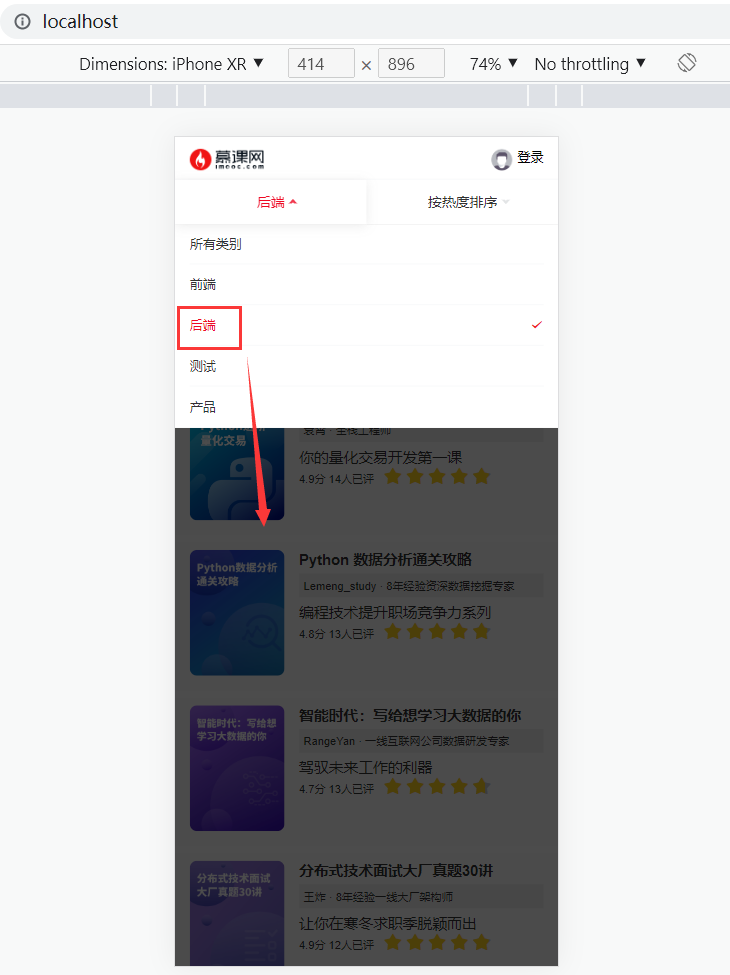 localhost
Dimensions: iPhone XR ▼ 414 × 896 74% ▼ No throttling ▼
慕课网
imooc.com
登录
后端 按热度排序
所有类别
前端
后端
测试
产品
量化交易
全栈工程师
你的量化交易开发第一课
4.9分 14人已评
Python数据分析
通关攻略
Python 数据分析通关攻略
Lemeng_study · 8年经验资深数据挖掘专家
编程技术提升职场竞争力系列
4.8分 13人已评
智能时代：写给想
学习大数据的你
智能时代：写给想学习大数据的你
RangeYan · 一线互联网公司数据研发专家
驾驭未来工作的利器
4.7分 13人已评
分布式技术面试
大厂真题30讲
分布式技术面试大厂真题30讲
王炸 · 8年经验一线大厂架构师
让你在寒冬求职季脱颖而出
4.9分 12人已评